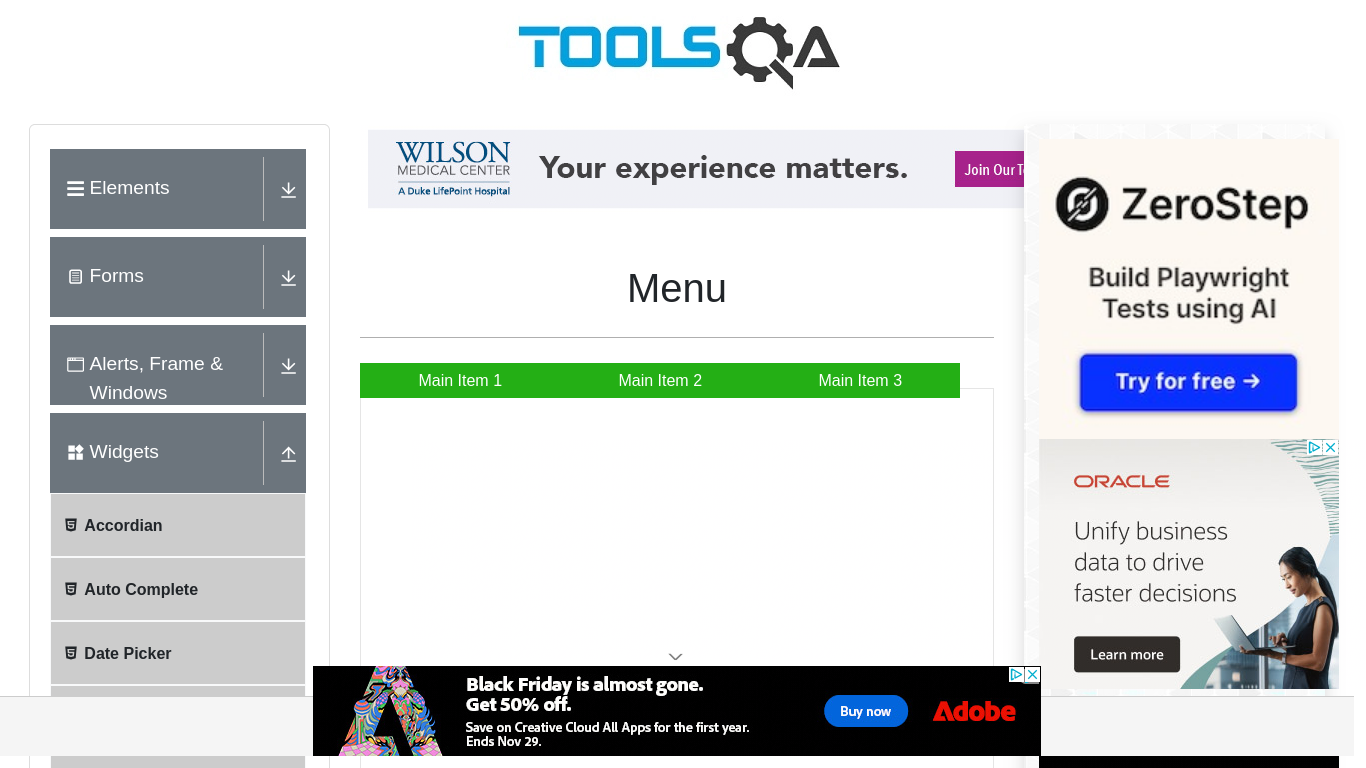 TOOLSQA
Elements
Forms
Alerts, Frame &
Windows
Widgets
Accordian
Auto Complete
Date Picker
WILSON
MEDICAL CENTER
A Duke LifePoint Hospital
Your experience matters.
Join Our
Menu
Main Item 1
Main Item 2
Main Item 3
ZeroStep
Build Playwright
Tests using AI
Try for free →
ORACLE
Unify business
data to drive
faster decisions
Learn more
Black Friday is almost gone.
Get 50% off.
Save on Creative Cloud All Apps for the first year.
Ends Nov 29.
Buy now
Adobe